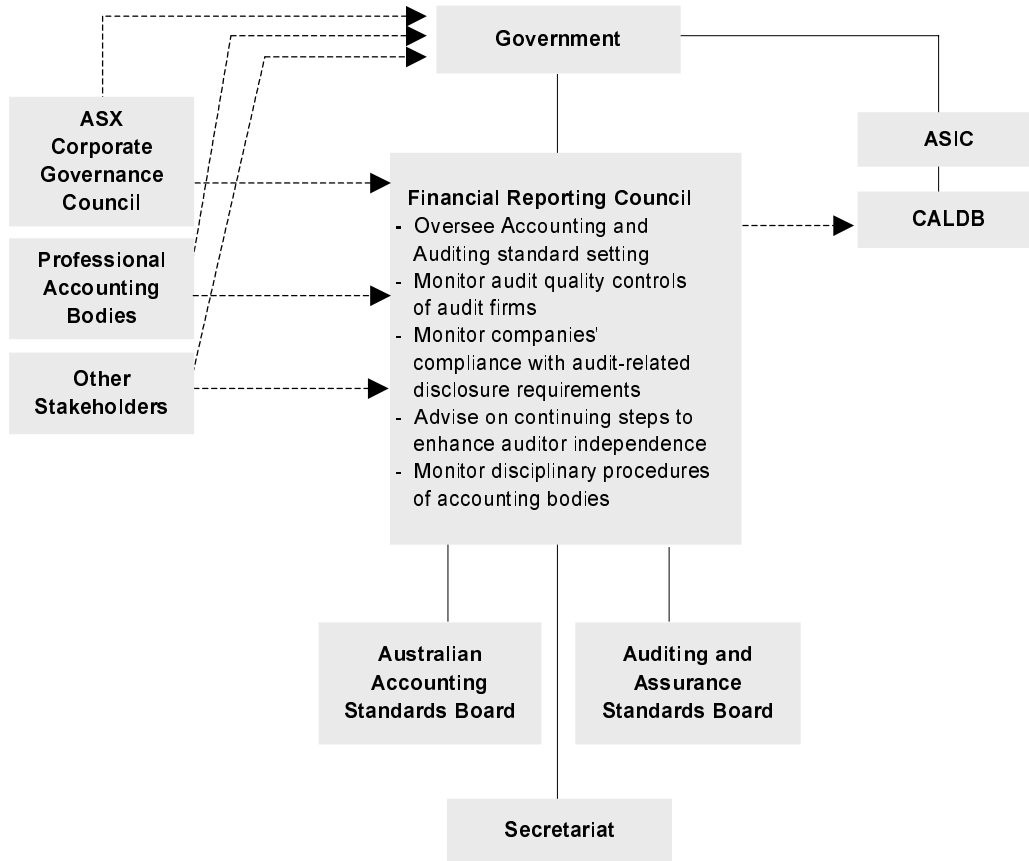 Government
ASX
Corporate
Governance
Council
Professional
Accounting
Bodies
Other
Stakeholders
Financial Reporting Council
- Oversee Accounting and
Auditing standard setting
- Monitor audit quality controls
of audit firms
- Monitor companies'
compliance with audit-related
disclosure requirements
- Advise on continuing steps to
enhance auditor independence
- Monitor disciplinary procedures
of accounting bodies
ASIC
CALDB
Australian
Accounting
Standards Board
Auditing and
Assurance
Standards Board
Secretariat